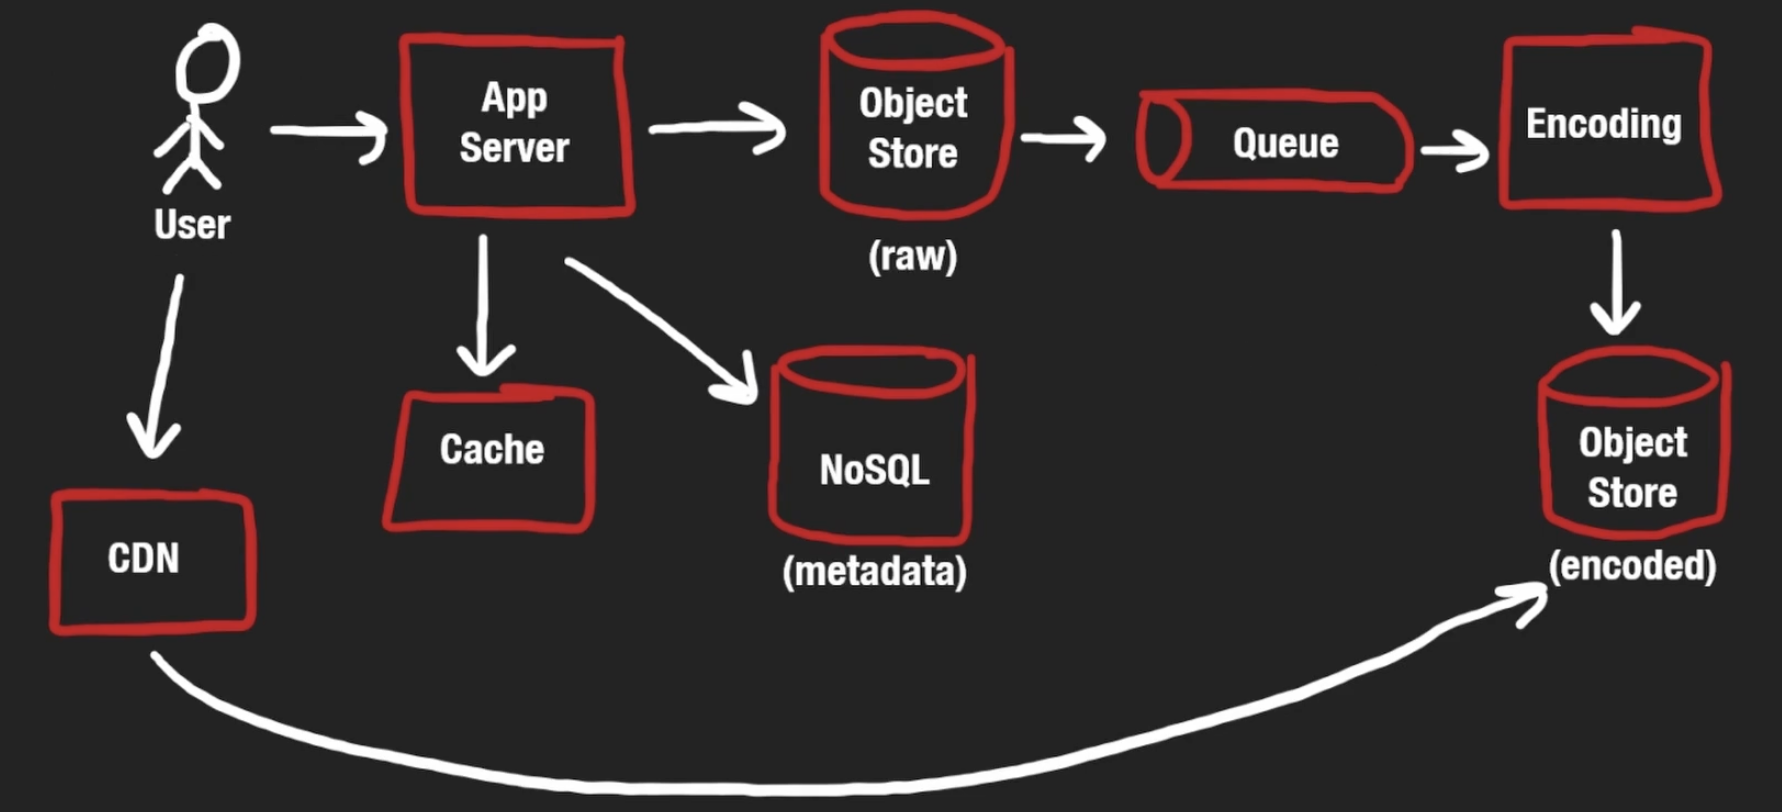 App
Server
Object
Store
Queue
Encoding
User
(raw)
Cache
NoSQL
Object
Store
CDN
(metadata)
(encoded)